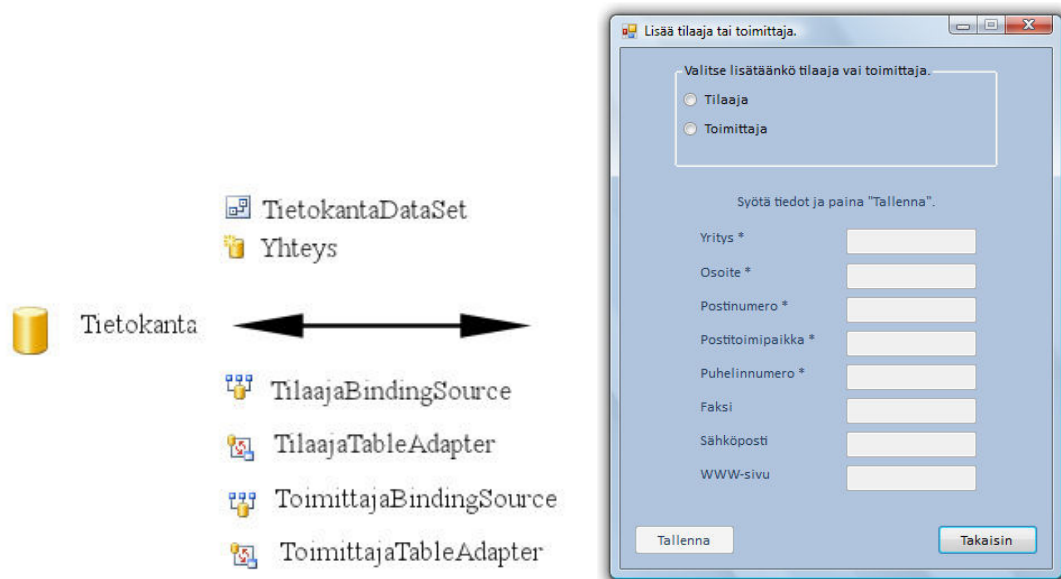 TietokantaDataSet
Yhteys
Tietokanta
TilaajaBindingSource
TilaajaTableAdapter
ToimittajaBindingSource
ToimittajaTableAdapter
Lisää tilaaja tai toimittaja.
Valitse lisätäänkö tilaaja vai toimittaja.
Tilaaja
Toimittaja
Syötä tiedot ja paina "Tallenna".
Yritys *
Osoite *
Postinumero *
Postitoimipaikka *
Puhelinnumero *
Faksi
Sähköposti
WWW-sivu
Tallenna
Takaisin